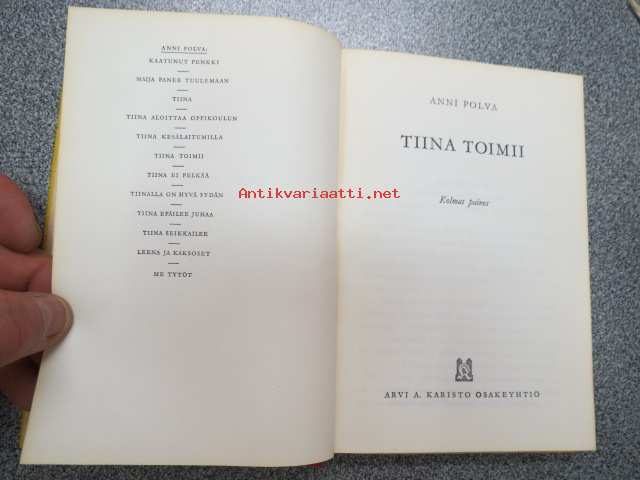 ANNI POLVA:
KAATUNUT PENKKI
MAIJA PANEE TUULEMAAN
TIINA
TIINA ALOITTAA OPPIKOULUN
TIINA KESÄLAITUMILLA
TIINA TOIMII
TIINA EI PELKÄÄ
TIINALLA ON HYVÄ SYDÄN
TIINA EPÄILEE JUHAA
TIINA SEIKKAILEE
LEENA JA KAKSOSET
ME TYTÖT
ANNI POLVA
TIINA TOIMII
Kolmas painos
ARVI A. KARISTO OSAKEYHTIÖ
Antikvariaatti.net